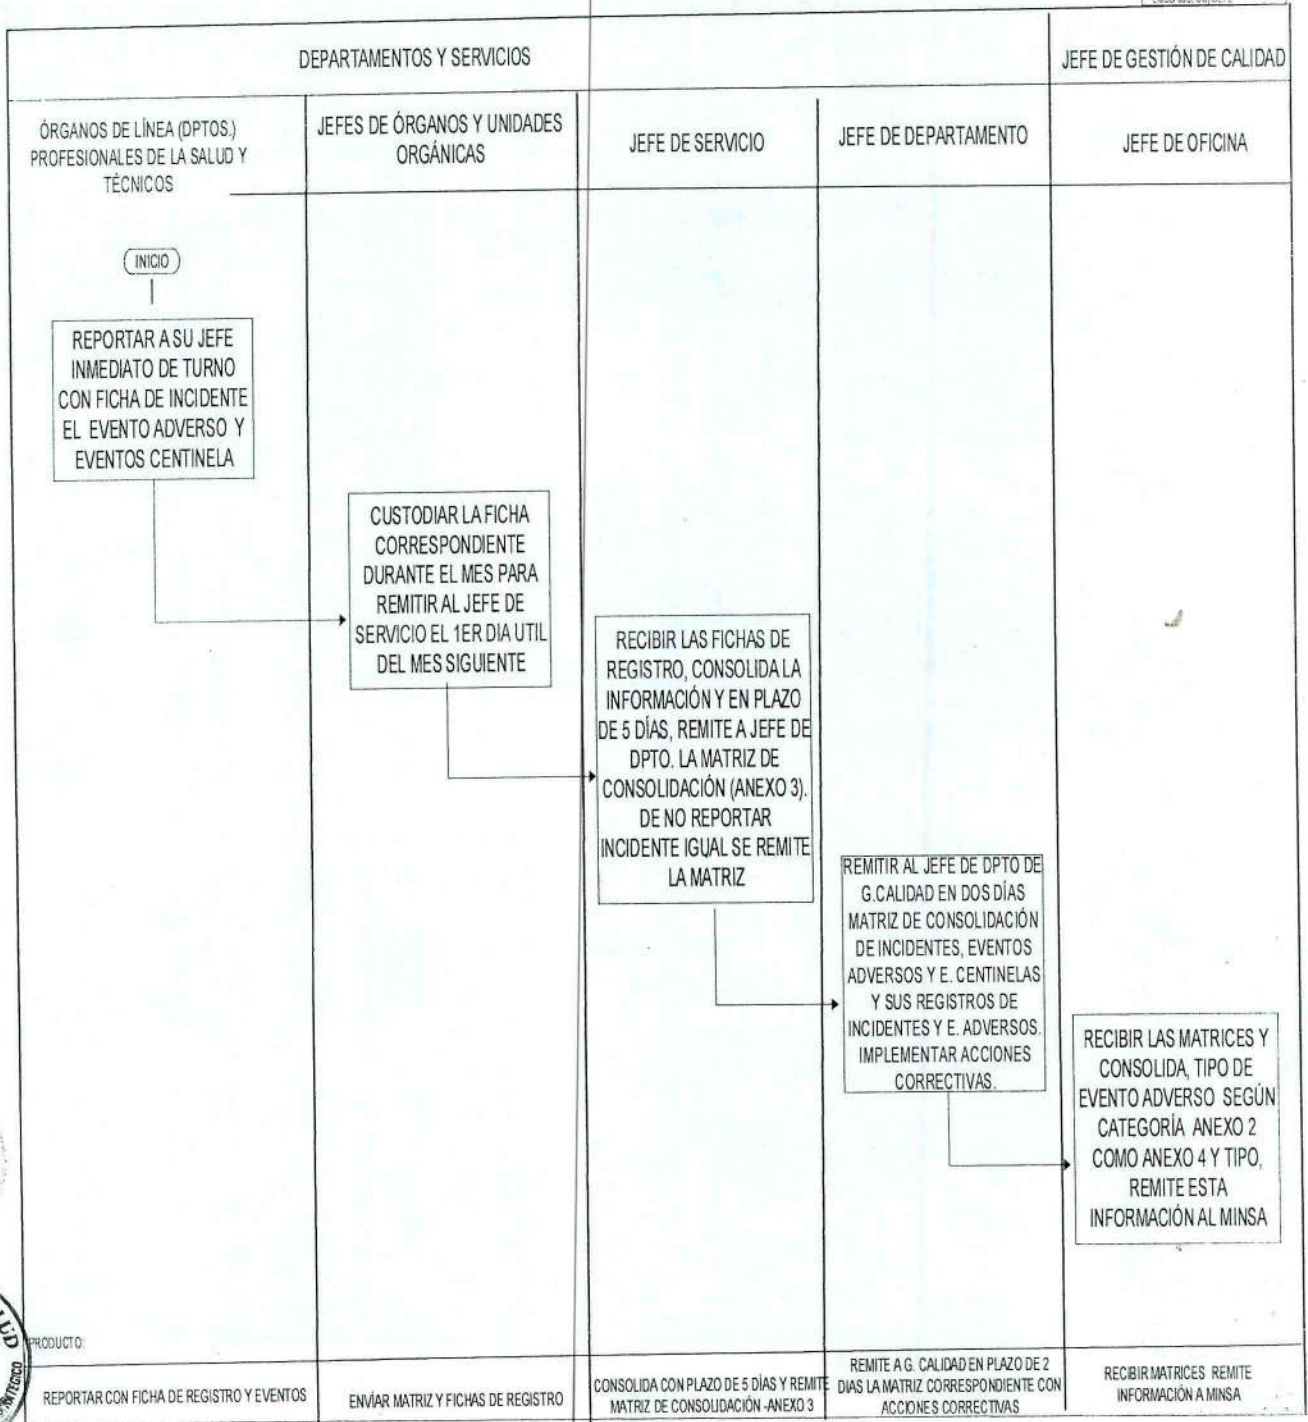 DEPARTAMENTOS Y SERVICIOS
JEFE DE GESTIÓN DE CALIDAD
ÓRGANOS DE LÍNEA (DPTOS.)
PROFESIONALES DE LA SALUD Y
TÉCNICOS
JEFES DE ÓRGANOS Y UNIDADES
ORGÁNICAS
JEFE DE SERVICIO
JEFE DE DEPARTAMENTO
JEFE DE OFICINA
INICIO
REPORTAR A SU JEFE
INMEDIATO DE TURNO
CON FICHA DE INCIDENTE
EL EVENTO ADVERSO Y
EVENTOS CENTINELA
CUSTODIAR LA FICHA
CORRESPONDIENTE
DURANTE EL MES PARA
REMITIR AL JEFE DE
SERVICIO EL 1ER DIA UTIL
DEL MES SIGUIENTE
RECIBIR LAS FICHAS DE
REGISTRO, CONSOLIDA LA
INFORMACIÓN Y EN PLAZO
DE 5 DÍAS, REMITE A JEFE DE
DPTO. LA MATRIZ DE
CONSOLIDACIÓN (ANEXO 3).
DE NO REPORTAR
INCIDENTE IGUAL SE REMITE
LA MATRIZ
REMITIR AL JEFE DE DPTO DE
G.CALIDAD EN DOS DÍAS
MATRIZ DE CONSOLIDACIÓN
DE INCIDENTES, EVENTOS
ADVERSOS Y E. CENTINELAS
Y SUS REGISTROS DE
INCIDENTES Y E. ADVERSOS.
IMPLEMENTAR ACCIONES
CORRECTIVAS.
RECIBIR LAS MATRICES Y
CONSOLIDA, TIPO DE
EVENTO ADVERSO SEGÚN
CATEGORÍA ANEXO 2
COMO ANEXO 4 Y TIPO,
REMITE ESTA
INFORMACIÓN AL MINSA
PRODUCTO:
REPORTAR CON FICHA DE REGISTRO Y EVENTOS
ENVÍAR MATRIZ Y FICHAS DE REGISTRO
CONSOLIDA CON PLAZO DE 5 DÍAS Y REMITE
MATRIZ DE CONSOLIDACIÓN -ANEXO 3
REMITE A G. CALIDAD EN PLAZO DE 2
DIAS LA MATRIZ CORRESPONDIENTE CON
ACCIONES CORRECTIVAS
RECIBIR MATRICES REMITE
INFORMACIÓN A MINSA